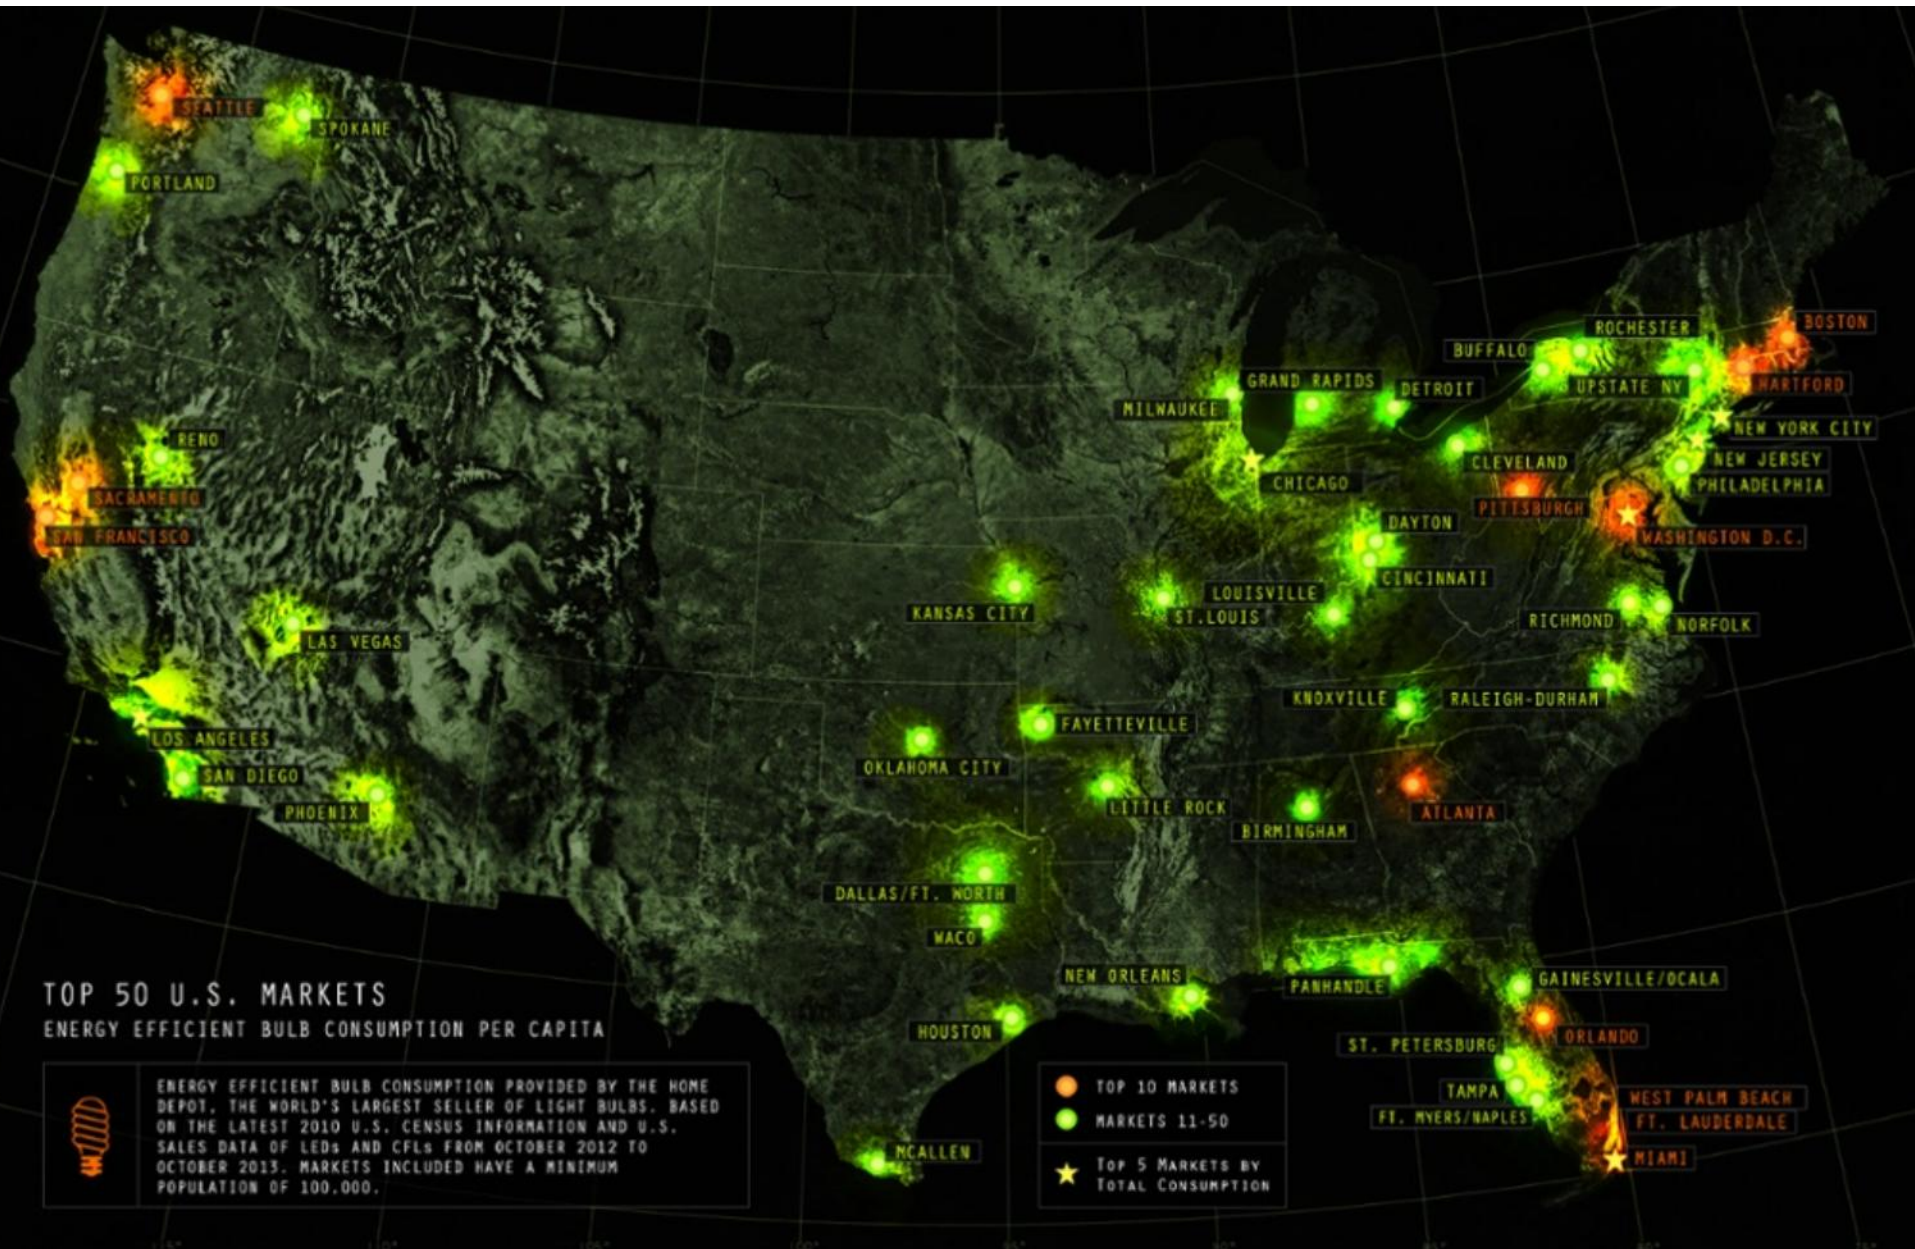 SEATTLE
SPOKANE
PORTLAND
BOSTON
ROCHESTER
BUFFALO
GRAND RAPIDS
DETROIT
UPSTATE NY
HARTFORD
MILWAUKEE
NEW YORK CITY
RENO
CLEVELAND
NEW JERSEY
CHICAGO
PHILADELPHIA
SACRAMENTO
PITTSBURGH
DAYTON
SAN FRANCISCO
WASHINGTON D.C.
CINCINNATI
LOUISVILLE
KANSAS CITY
ST.LOUIS
RICHMOND
NORFOLK
LAS VEGAS
KNOXVILLE
RALEIGH-DURHAM
FAYETTEVILLE
LOS ANGELES
OKLAHOMA CITY
SAN DIEGO
LITTLE ROCK
PHOENIX
ATLANTA
BIRMINGHAM
DALLAS/FT. WORTH
WACO
NEW ORLEANS
PANHANDLE
GAINESVILLE/OCALA
HOUSTON
ORLANDO
ST. PETERSBURG
TAMPA
WEST PALM BEACH
FT. MYERS/NAPLES
FT. LAUDERDALE
MCALLEN
MIAMI
TOP 50 U.S. MARKETS
ENERGY EFFICIENT BULB CONSUMPTION PER CAPITA
ENERGY EFFICIENT BULB CONSUMPTION PROVIDED BY THE HOME
DEPOT, THE WORLD'S LARGEST SELLER OF LIGHT BULBS. BASED
ON THE LATEST 2010 U.S. CENSUS INFORMATION AND U.S.
SALES DATA OF LEDs AND CFLs FROM OCTOBER 2012 TO
OCTOBER 2013. MARKETS INCLUDED HAVE A MINIMUM
POPULATION OF 100,000.
TOP 10 MARKETS
MARKETS 11-50
TOP 5 MARKETS BY
TOTAL CONSUMPTION